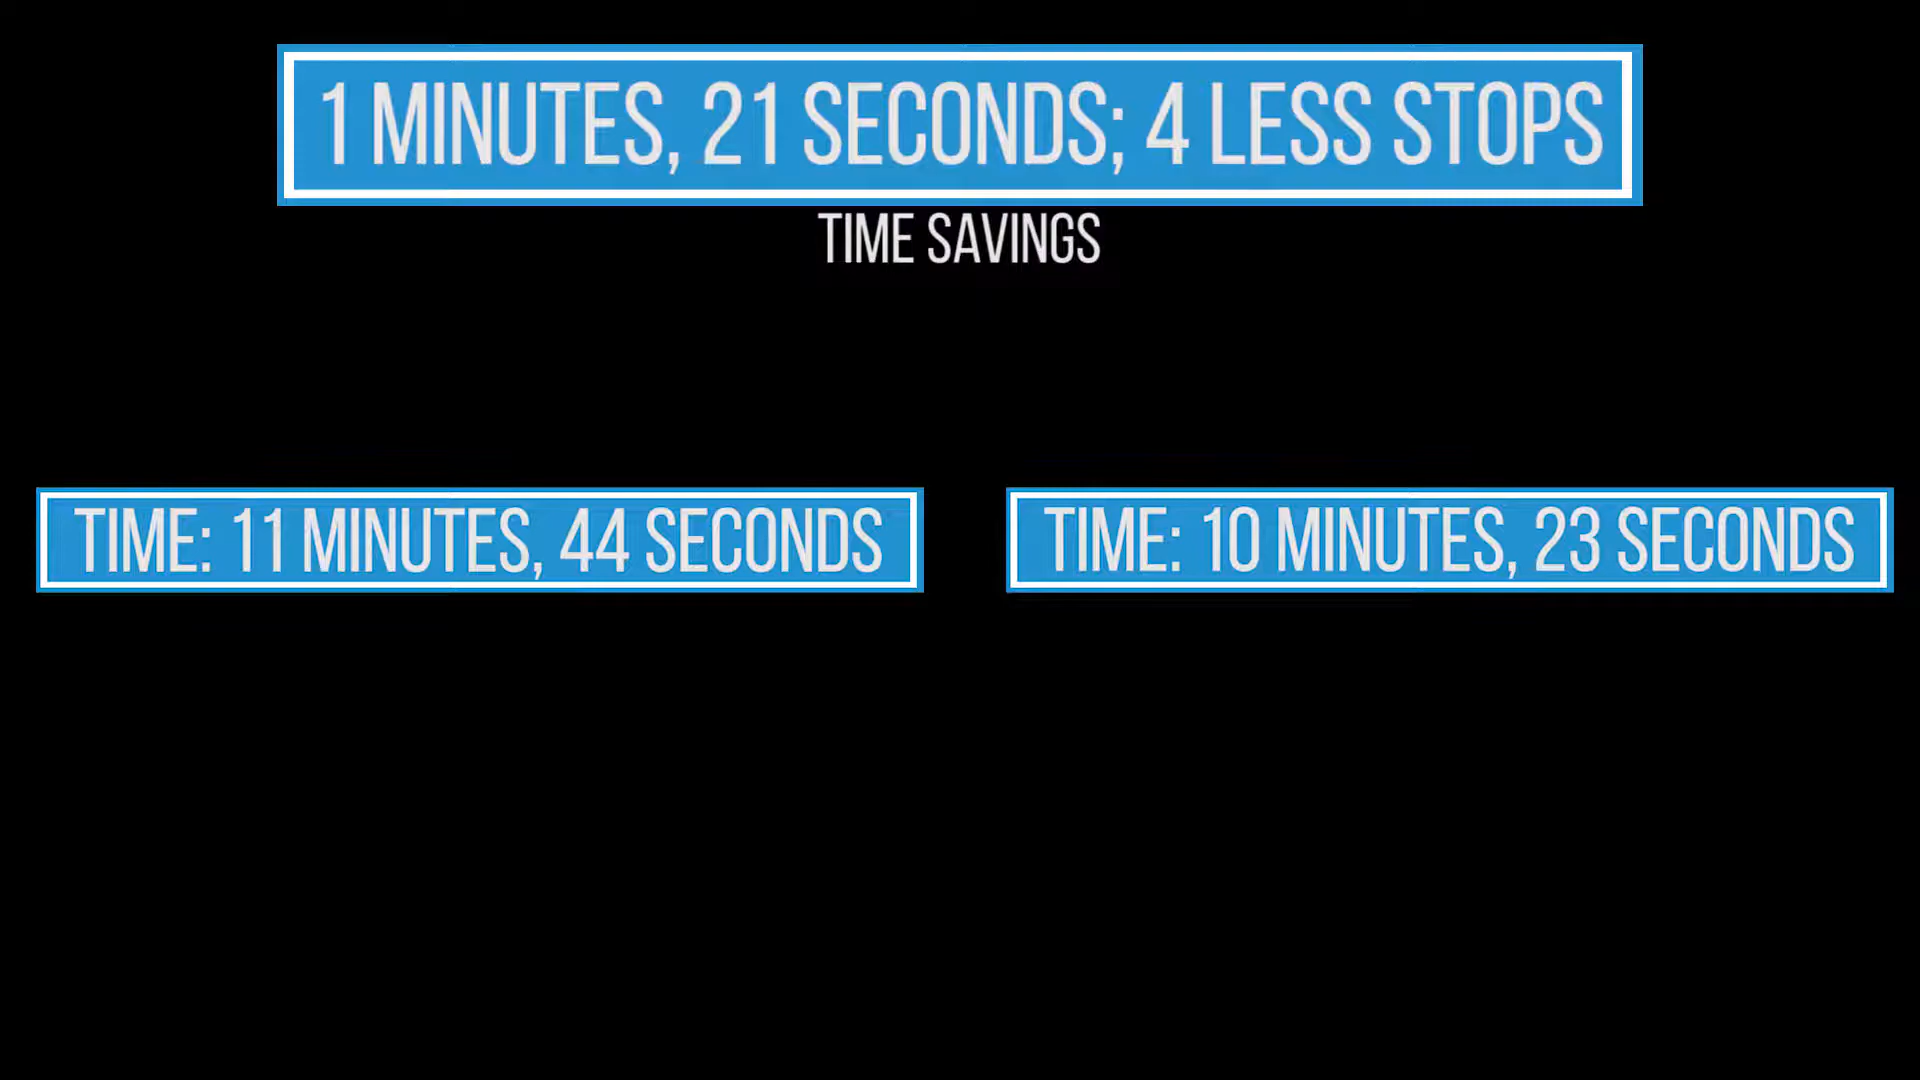 1 MINUTES, 21 SECONDS; 4 LESS STOPS
TIME SAVINGS
TIME: 11 MINUTES, 44 SECONDS
TIME: 10 MINUTES, 23 SECONDS